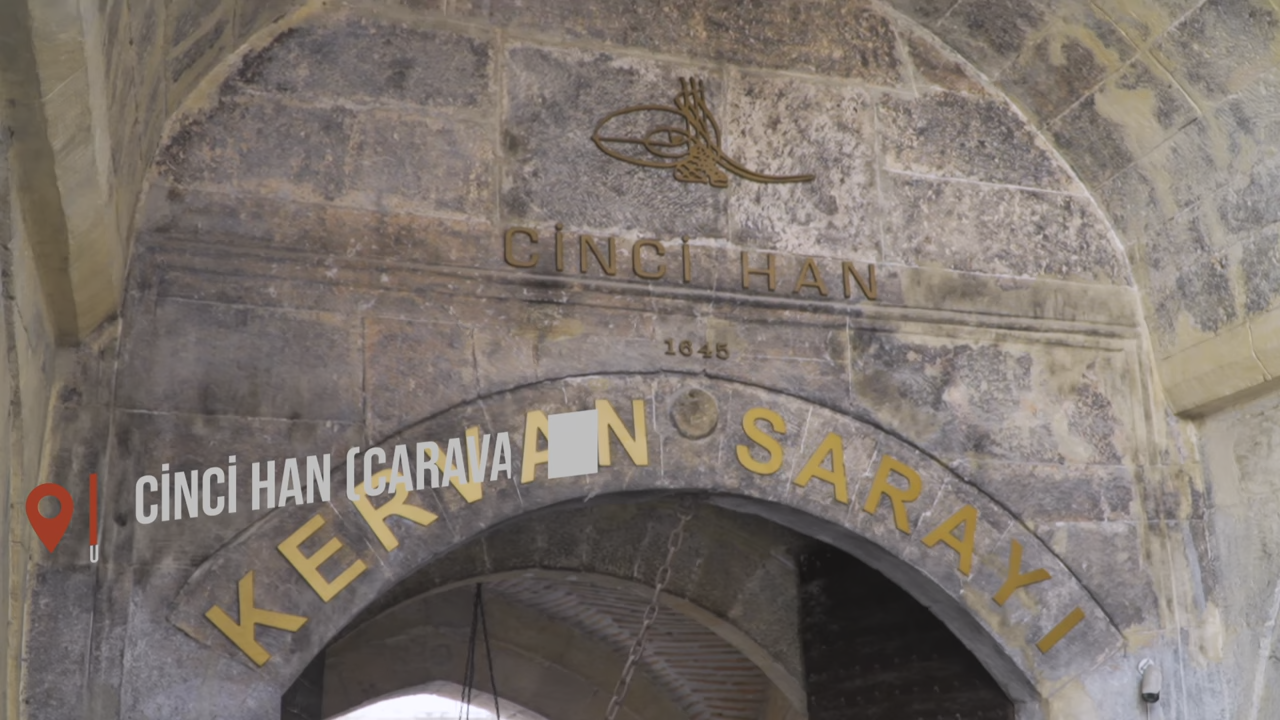 CİNCİ HAN
1645
KERVAN SARAYI
CİNCİ HAN (CARAVA
U